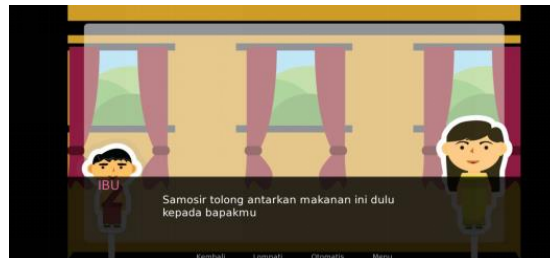 IBU
Samosir tolong antarkan makanan ini dulu
kepada bapakmu
Kembali Lompati Otomatis Menu